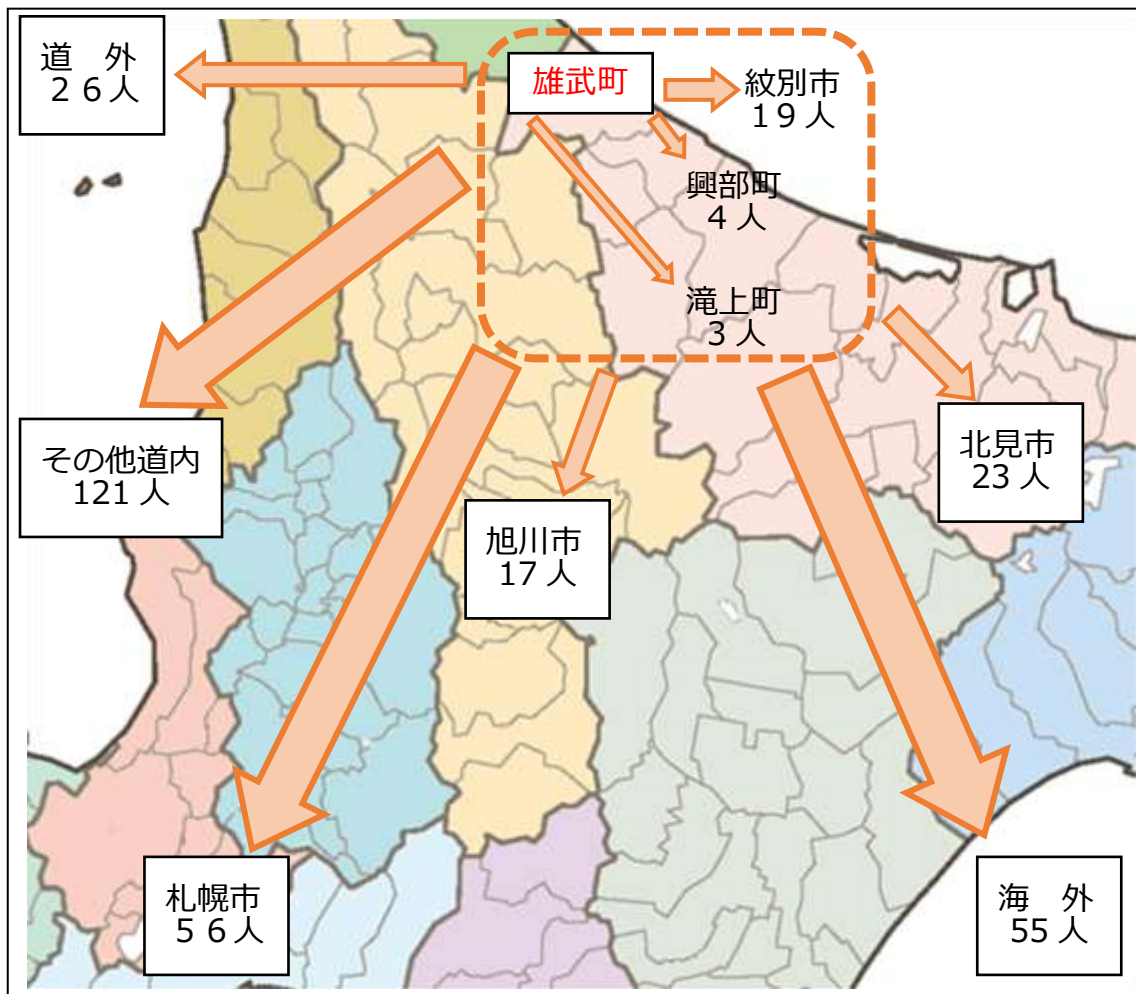 道　外
２６人
雄武町
紋別市
１９人
興部町
４人
滝上町
３人
その他道内
121 人
北見市
23 人
旭川市
17 人
札幌市
５６人
海　外
55 人